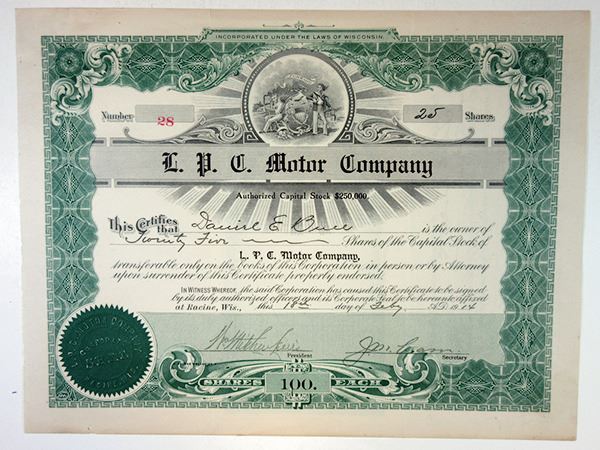 INCORPORATED UNDER THE LAWS OF WISCONSIN.
Number 28 25 Shares
L. P. C. Motor Company
Authorized Capital Stock $250,000.
This Certifies that Daniel E. is the owner of
Twenty Five Shares of the Capital Stock of
L. P. C. Motor Company,
transferable only on the books of this Corporation in person or by Attorney
upon surrender of this Certificate properly endorsed.
IN WITNESS WHEREOF, the said Corporation has caused this Certificate to be signed
by its duly authorized officers and its Corporate Seal to be hereunto affixed
at Racine, Wis., this 18th day of Feby A.D. 1914
President Secretary
SHARES 100. EACH